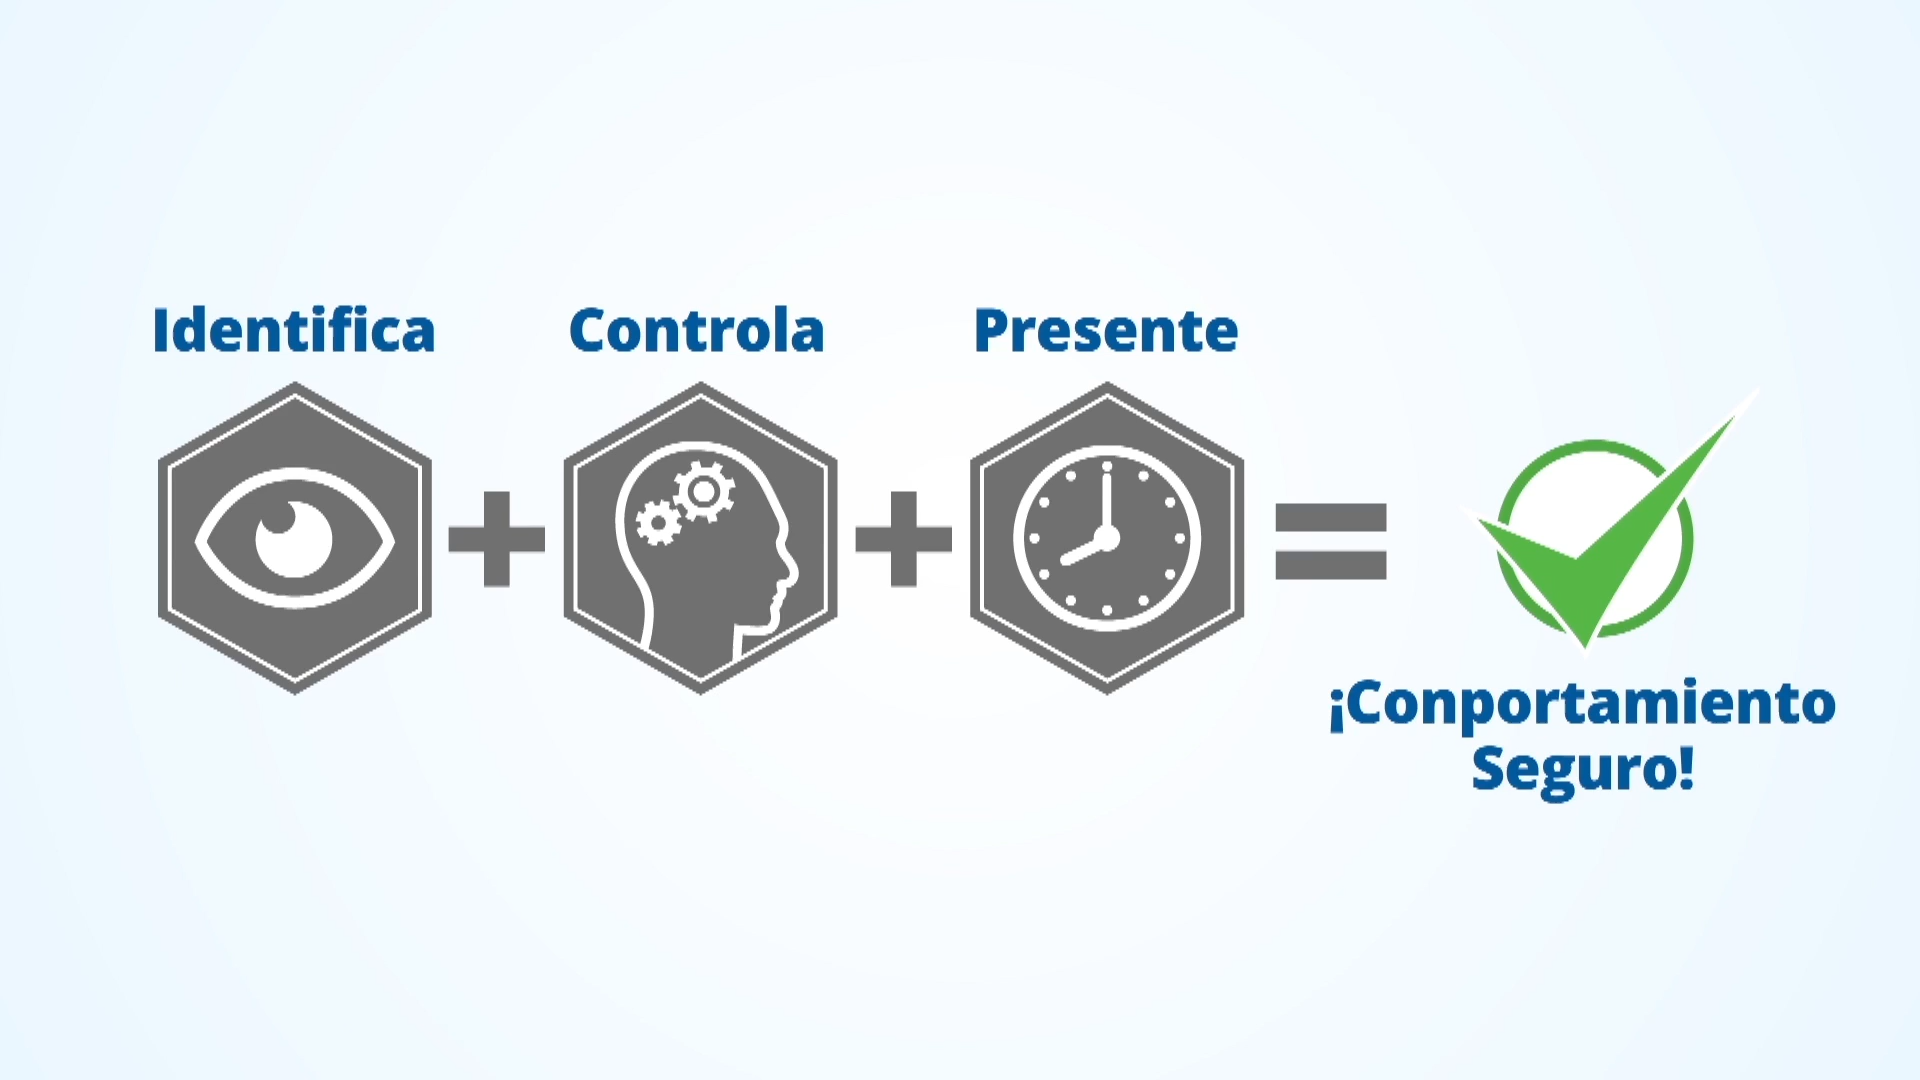 Identifica
Controla
Presente
¡Conportamiento
Seguro!